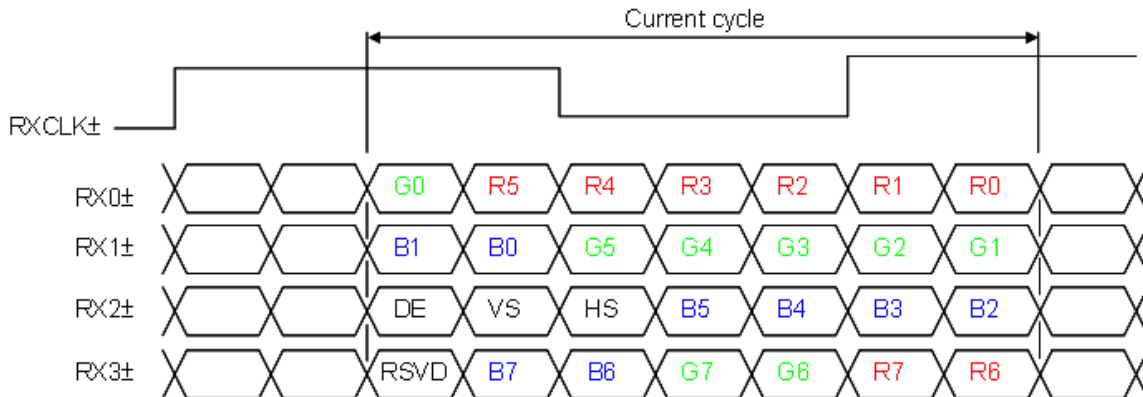 Current cycle
RXCLK±
RX0± G0 R5 R4 R3 R2 R1 R0
RX1± B1 B0 G5 G4 G3 G2 G1
RX2± DE VS HS B5 B4 B3 B2
RX3± RSVD B7 B6 G7 G6 R7 R6